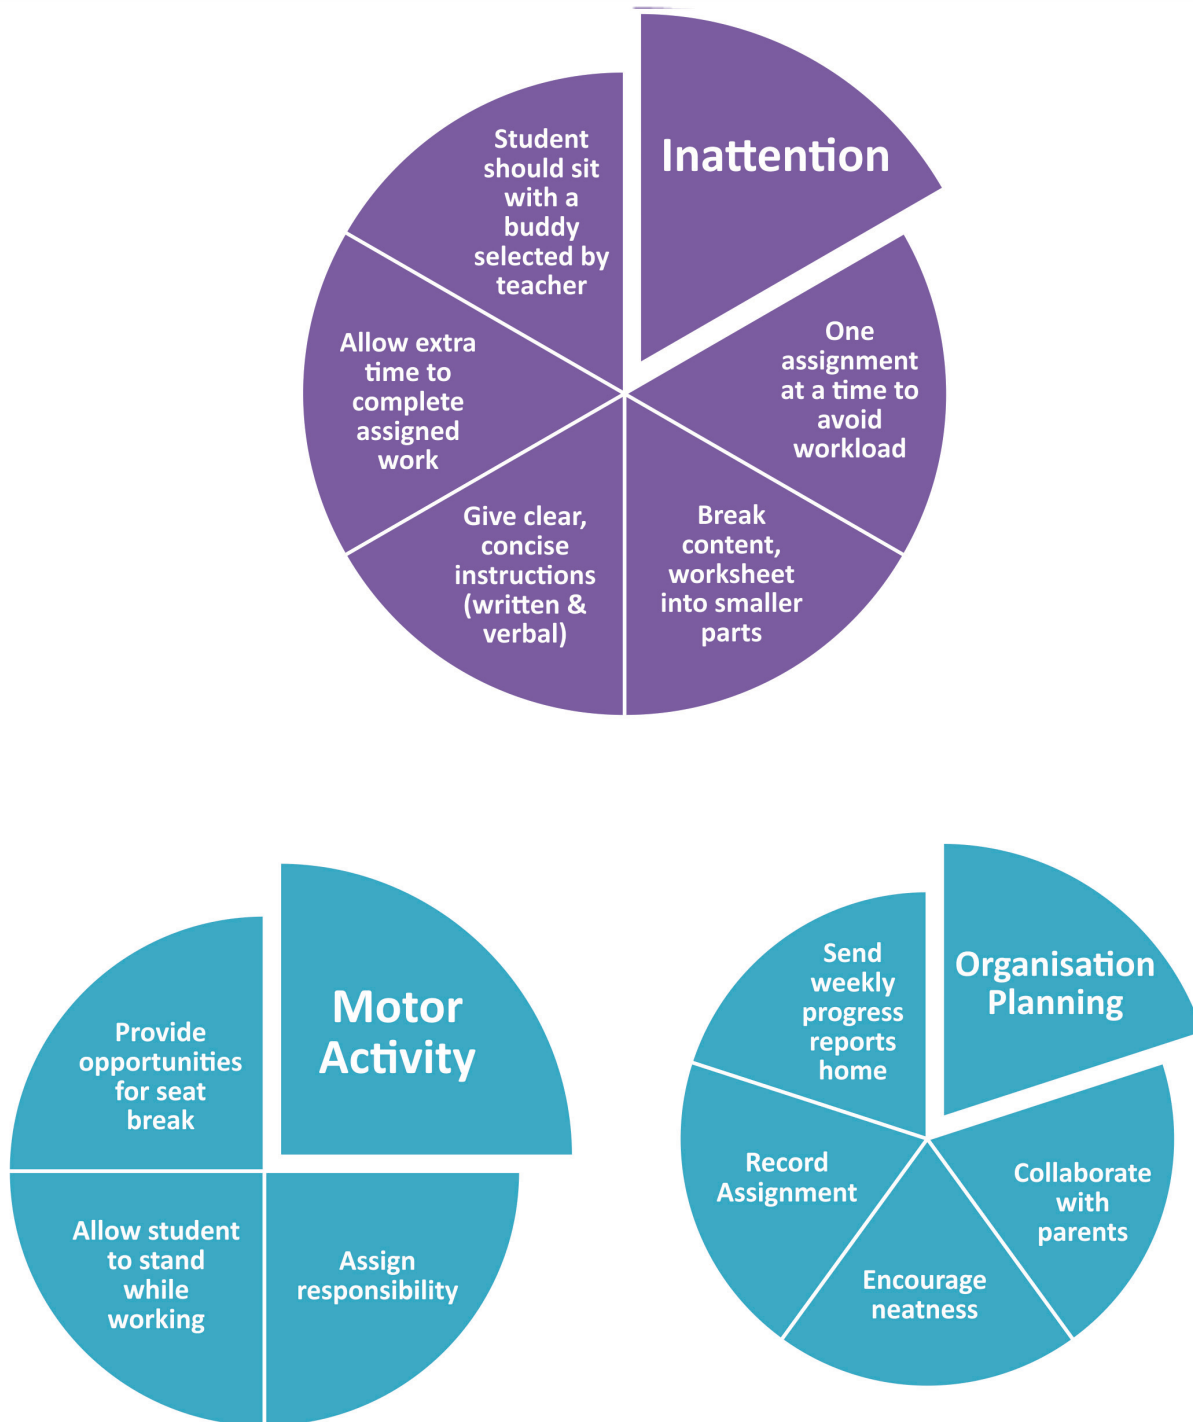 Inattention
One
assignment
at a time to
avoid
workload
Break
content,
worksheet
into smaller
parts
Give clear,
concise
instructions
(written &
verbal)
Allow extra
time to
complete
assigned
work
Student
should sit
with a
buddy
selected by
teacher
Motor
Activity
Assign
responsibility
Allow student
to stand
while
working
Provide
opportunities
for seat
break
Organisation
Planning
Collaborate
with
parents
Encourage
neatness
Record
Assignment
Send
weekly
progress
reports
home